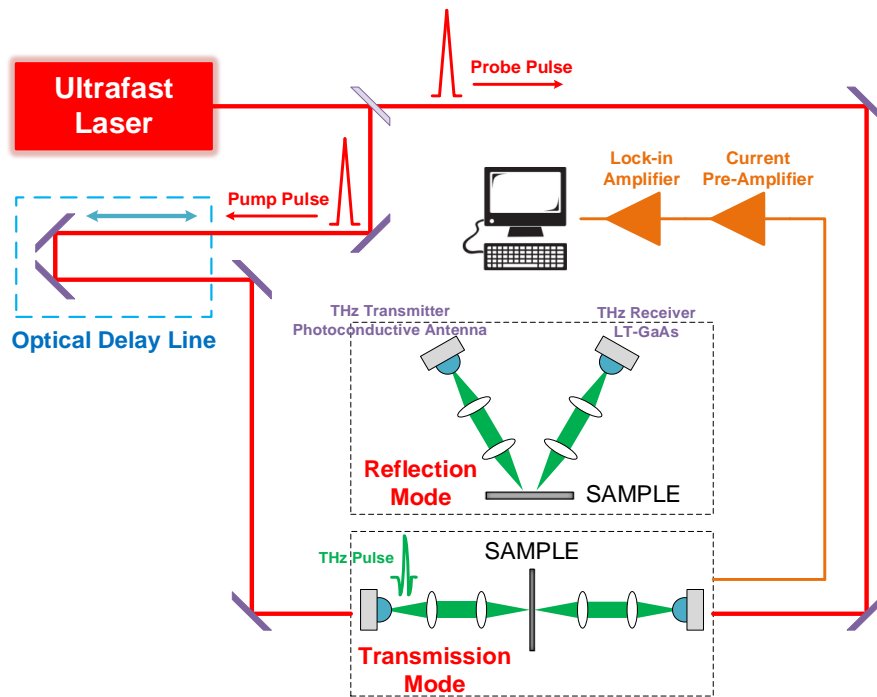 Ultrafast
Laser
Probe Pulse
Pump Pulse
Lock-in
Amplifier
Current
Pre-Amplifier
Optical Delay Line
THz Transmitter
Photoconductive Antenna
THz Receiver
LT-GaAs
Reflection
Mode
SAMPLE
THz Pulse
SAMPLE
Transmission
Mode